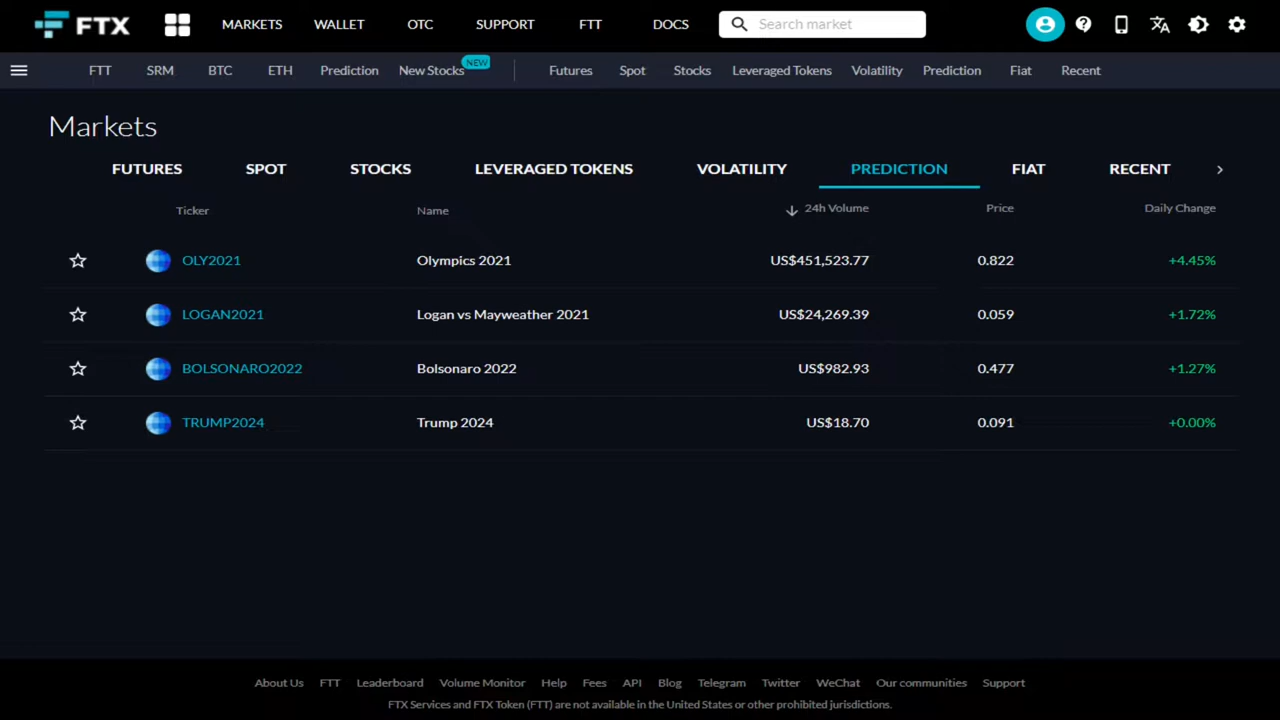 FTX MARKETS WALLET OTC SUPPORT FTT DOCS Search market
FTT SRM BTC ETH Prediction New Stocks NEW Futures Spot Stocks Leveraged Tokens Volatility Prediction Fiat Recent
Markets
FUTURES SPOT STOCKS LEVERAGED TOKENS VOLATILITY PREDICTION FIAT RECENT
Ticker Name 24h Volume Price Daily Change
OLY2021 Olympics 2021 US$451,523.77 0.822 +4.45%
LOGAN2021 Logan vs Mayweather 2021 US$24,269.39 0.059 +1.72%
BOLSONARO2022 Bolsonaro 2022 US$982.93 0.477 +1.27%
TRUMP2024 Trump 2024 US$18.70 0.091 +0.00%
About Us FTT Leaderboard Volume Monitor Help Fees API Blog Telegram Twitter WeChat Our communities Support
FTX Services and FTX Token (FTT) are not available in the United States or other prohibited jurisdictions.